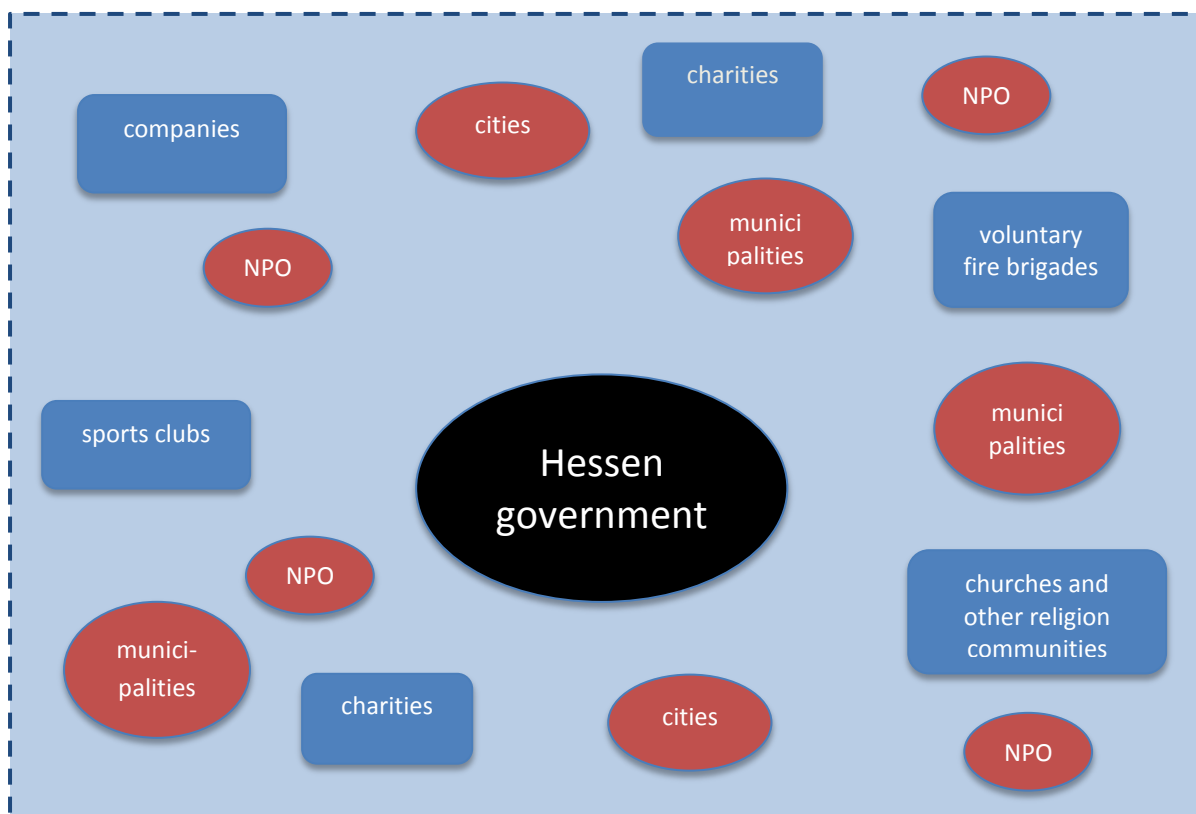 charities
NPO
companies
cities
munici
palities
voluntary
fire brigades
NPO
sports clubs
munici
palities
Hessen
government
NPO
churches and
other religion
communities
munici-
palities
charities
cities
NPO